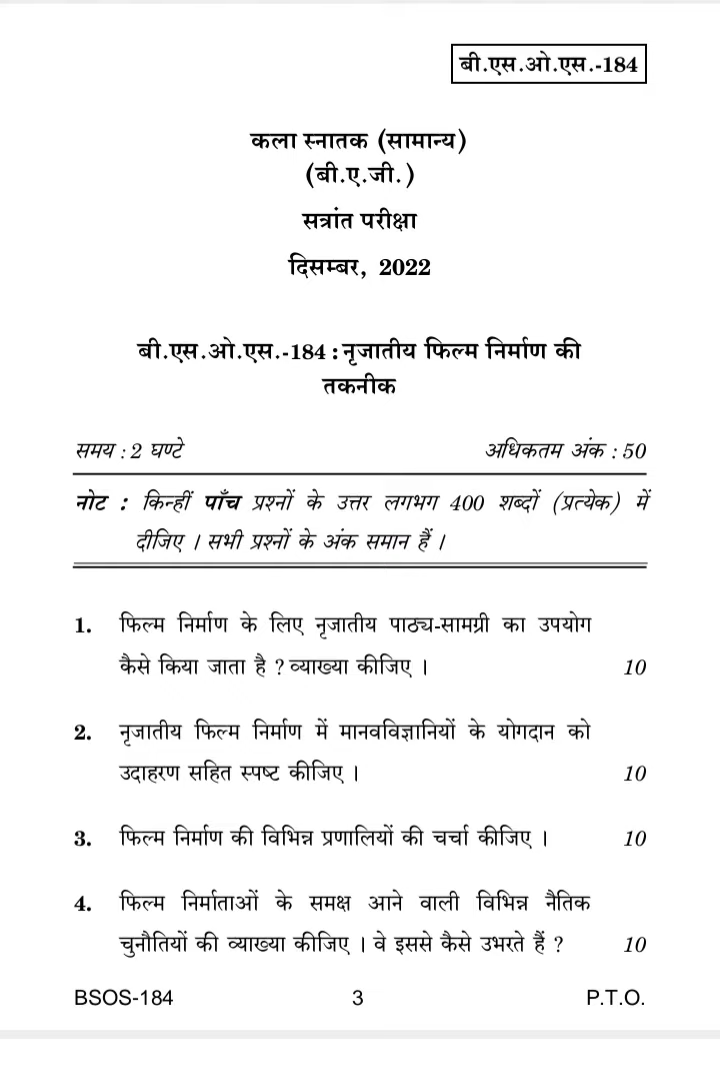 बी.एस.ओ.एस.-184
कला स्नातक (सामान्य)
(बी.ए.जी.)
सत्रांत परीक्षा
दिसम्बर, 2022
बी.एस.ओ.एस.-184 : नृजातीय फिल्म निर्माण की
तकनीक
समय : 2 घण्टे अधिकतम अंक : 50
नोट : किन्हीं पाँच प्रश्नों के उत्तर लगभग 400 शब्दों (प्रत्येक) में
दीजिए । सभी प्रश्नों के अंक समान हैं ।
1. फिल्म निर्माण के लिए नृजातीय पाठ्य-सामग्री का उपयोग
कैसे किया जाता है ? व्याख्या कीजिए । 10
2. नृजातीय फिल्म निर्माण में मानवविज्ञानियों के योगदान को
उदाहरण सहित स्पष्ट कीजिए । 10
3. फिल्म निर्माण की विभिन्न प्रणालियों की चर्चा कीजिए । 10
4. फिल्म निर्माताओं के समक्ष आने वाली विभिन्न नैतिक
चुनौतियों की व्याख्या कीजिए । वे इससे कैसे उभरते हैं ? 10
BSOS-184 3 P.T.O.